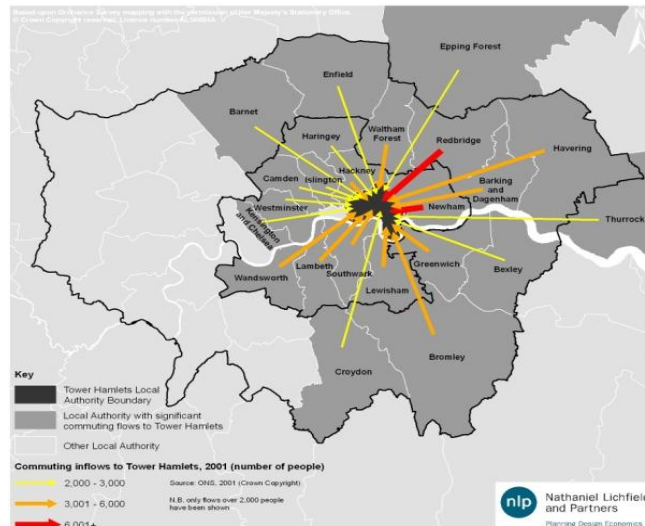 Based upon Ordnance Survey mapping with the permission of Her Majesty's Stationery Office.
© Crown Copyright reserved. Licence number
N
Epping Forest
Enfield
Barnet
Haringey
Waltham
Forest
Redbridge
Havering
Hackney
Islington
Camden
Barking
and
Dagenham
Westminster
Newham
Kensington
and Chelsea
Thurrock
Wandsworth
Lambeth
Southwark
Greenwich
Bexley
Lewisham
Croydon
Bromley
Key
Tower Hamlets Local
Authority Boundary
Local Authority with significant
commuting flows to Tower Hamlets
Other Local Authority
Commuting inflows to Tower Hamlets, 2001 (number of people)
2,000 - 3,000
Source: ONS, 2001 (Crown Copyright)
3,001 - 6,000
N.B. only flows over 2,000 people
have been shown
6,001+
nlp
Nathaniel Lichfield
and Partners
Planning Design Economics